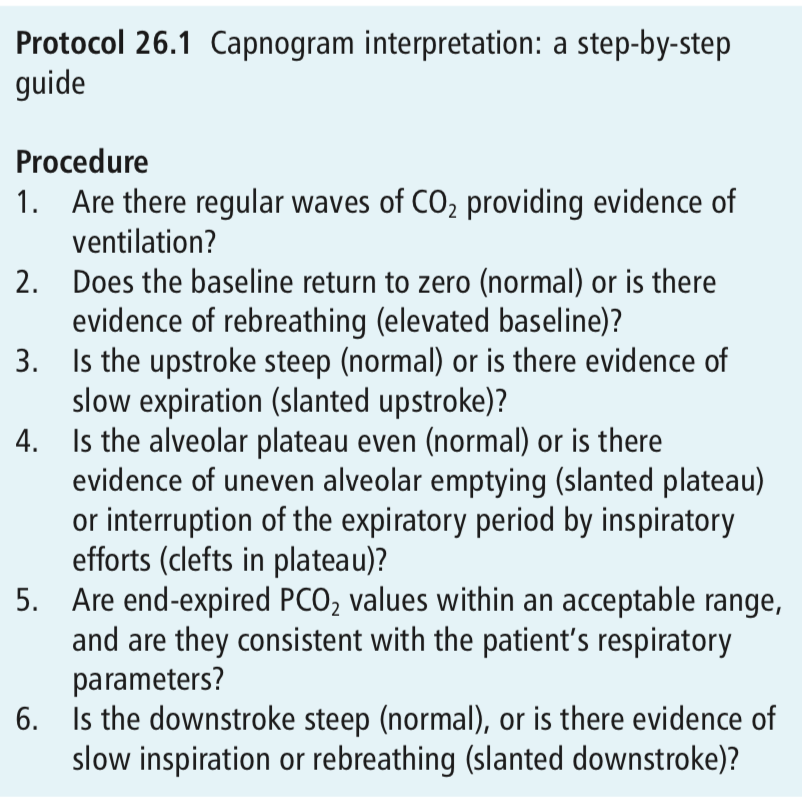 Protocol 26.1 Capnogram interpretation: a step-by-step
guide
Procedure
1. Are there regular waves of CO₂ providing evidence of
ventilation?
2. Does the baseline return to zero (normal) or is there
evidence of rebreathing (elevated baseline)?
3. Is the upstroke steep (normal) or is there evidence of
slow expiration (slanted upstroke)?
4. Is the alveolar plateau even (normal) or is there
evidence of uneven alveolar emptying (slanted plateau)
or interruption of the expiratory period by inspiratory
efforts (clefts in plateau)?
5. Are end-expired PCO₂ values within an acceptable range,
and are they consistent with the patient’s respiratory
parameters?
6. Is the downstroke steep (normal), or is there evidence of
slow inspiration or rebreathing (slanted downstroke)?